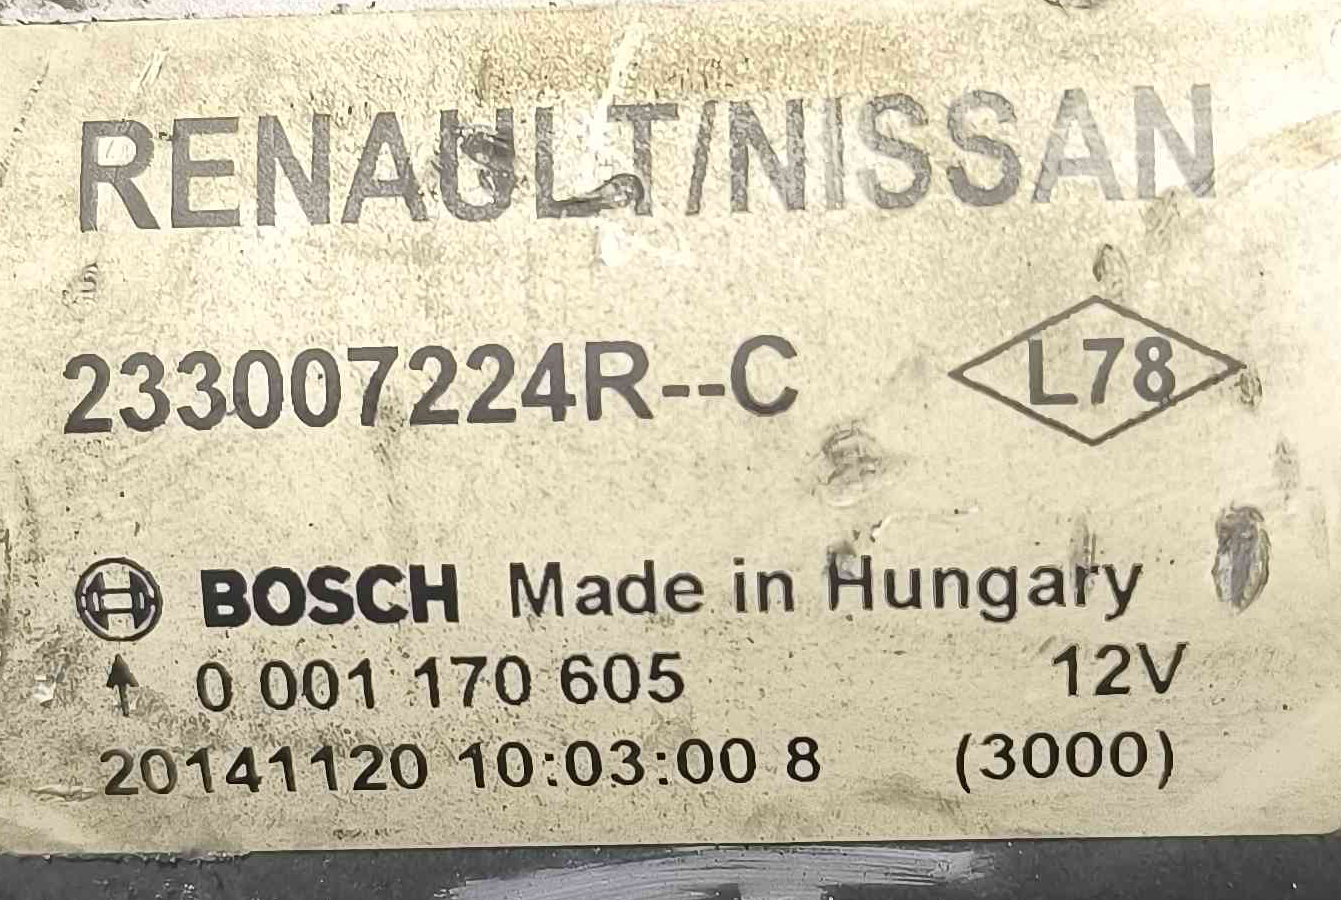 RENAULT/NISSAN
233007224R--C
L78
BOSCH Made in Hungary
0 001 170 605 12V
20141120 10:03:00 8 (3000)